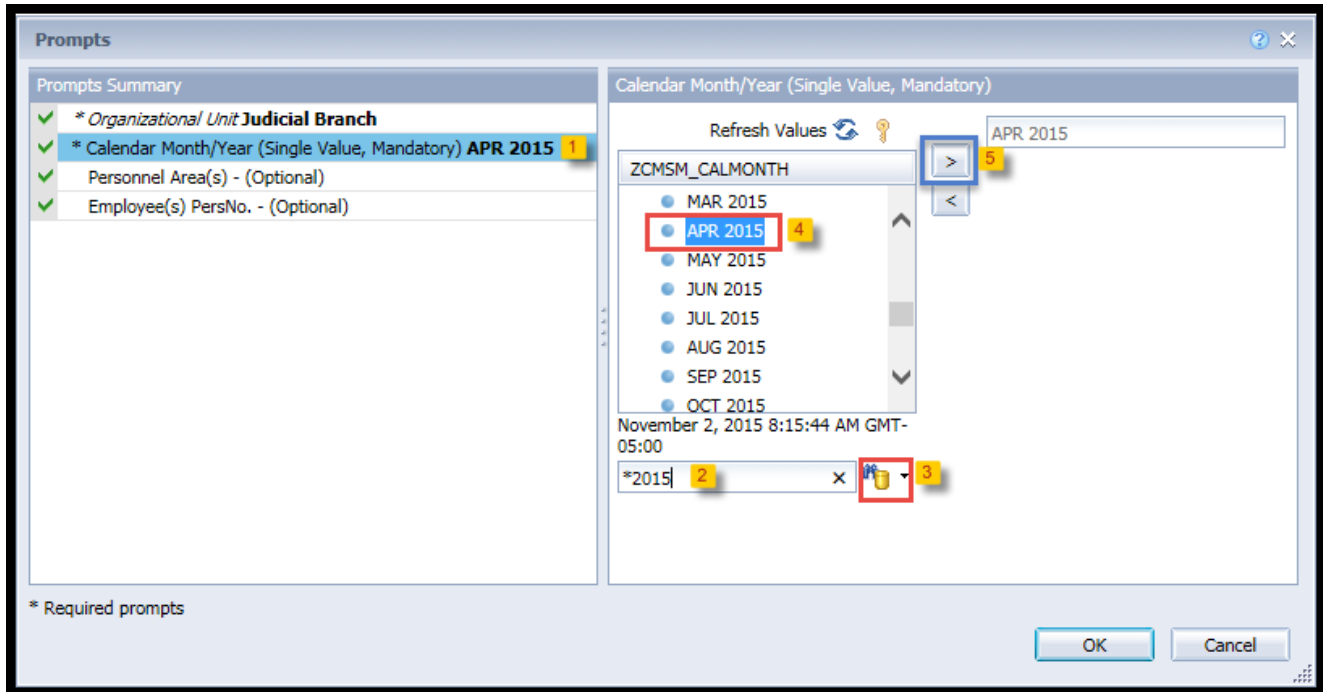 Prompts
Prompts Summary
* Organizational Unit Judicial Branch
* Calendar Month/Year (Single Value, Mandatory) APR 2015 1
Personnel Area(s) - (Optional)
Employee(s) PersNo. - (Optional)
Calendar Month/Year (Single Value, Mandatory)
Refresh Values
ZCMSM_CALMONTH
MAR 2015
APR 2015 4
MAY 2015
JUN 2015
JUL 2015
AUG 2015
SEP 2015
OCT 2015
November 2, 2015 8:15:44 AM GMT-
05:00
*2015 2 × 3
> 5
<
APR 2015
* Required prompts
OK Cancel